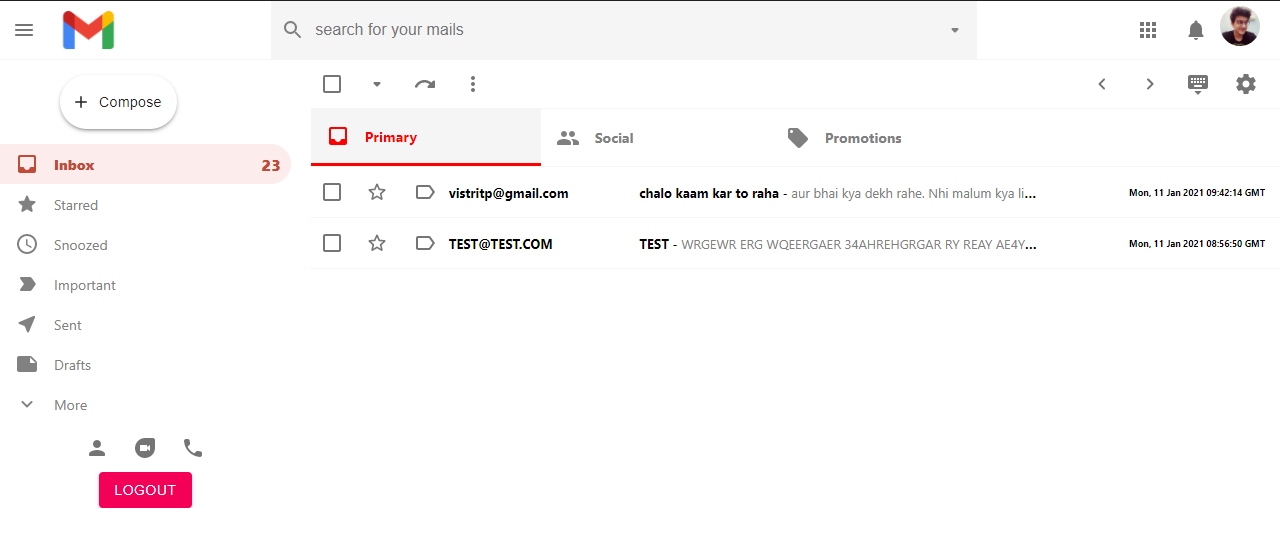 search for your mails
Compose
Inbox 23
Starred
Snoozed
Important
Sent
Drafts
More
LOGOUT
Primary Social Promotions
vistritp@gmail.com chalo kaam kar to raha - aur bhai kya dekh rahe. Nhi malum kya li... Mon, 11 Jan 2021 09:42:14 GMT
TEST@TEST.COM TEST - WRGEWR ERG WQEERGAER 34AHREHGRGAR RY REAY AE4Y... Mon, 11 Jan 2021 08:56:50 GMT